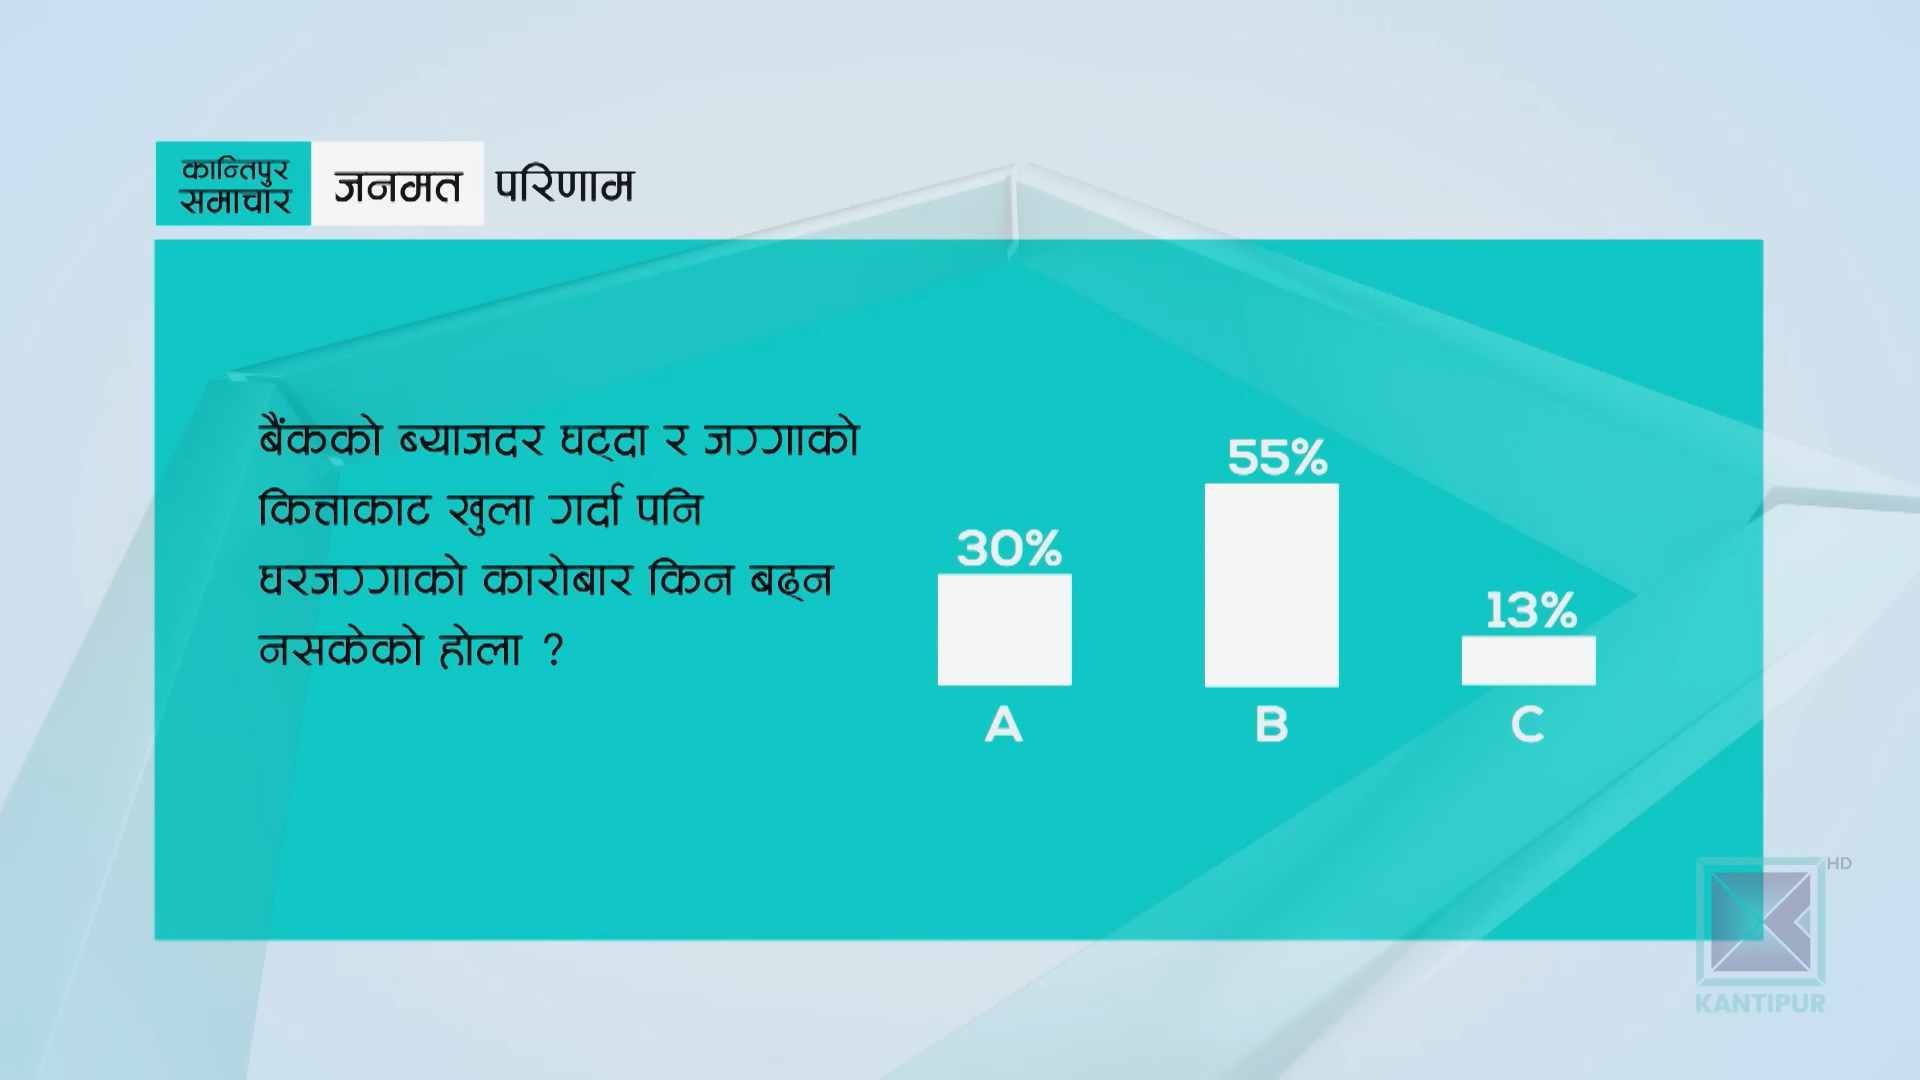 कान्तिपुर
समाचार
जनमत परिणाम
बैंकको ब्याजदर घट्दा र जग्गाको
कित्ताकाट खुला गर्दा पनि
घरजग्गाको कारोबार किन बढ्न
नसकेको होला ?
30%
55%
13%
A
B
C
HD
KANTIPUR